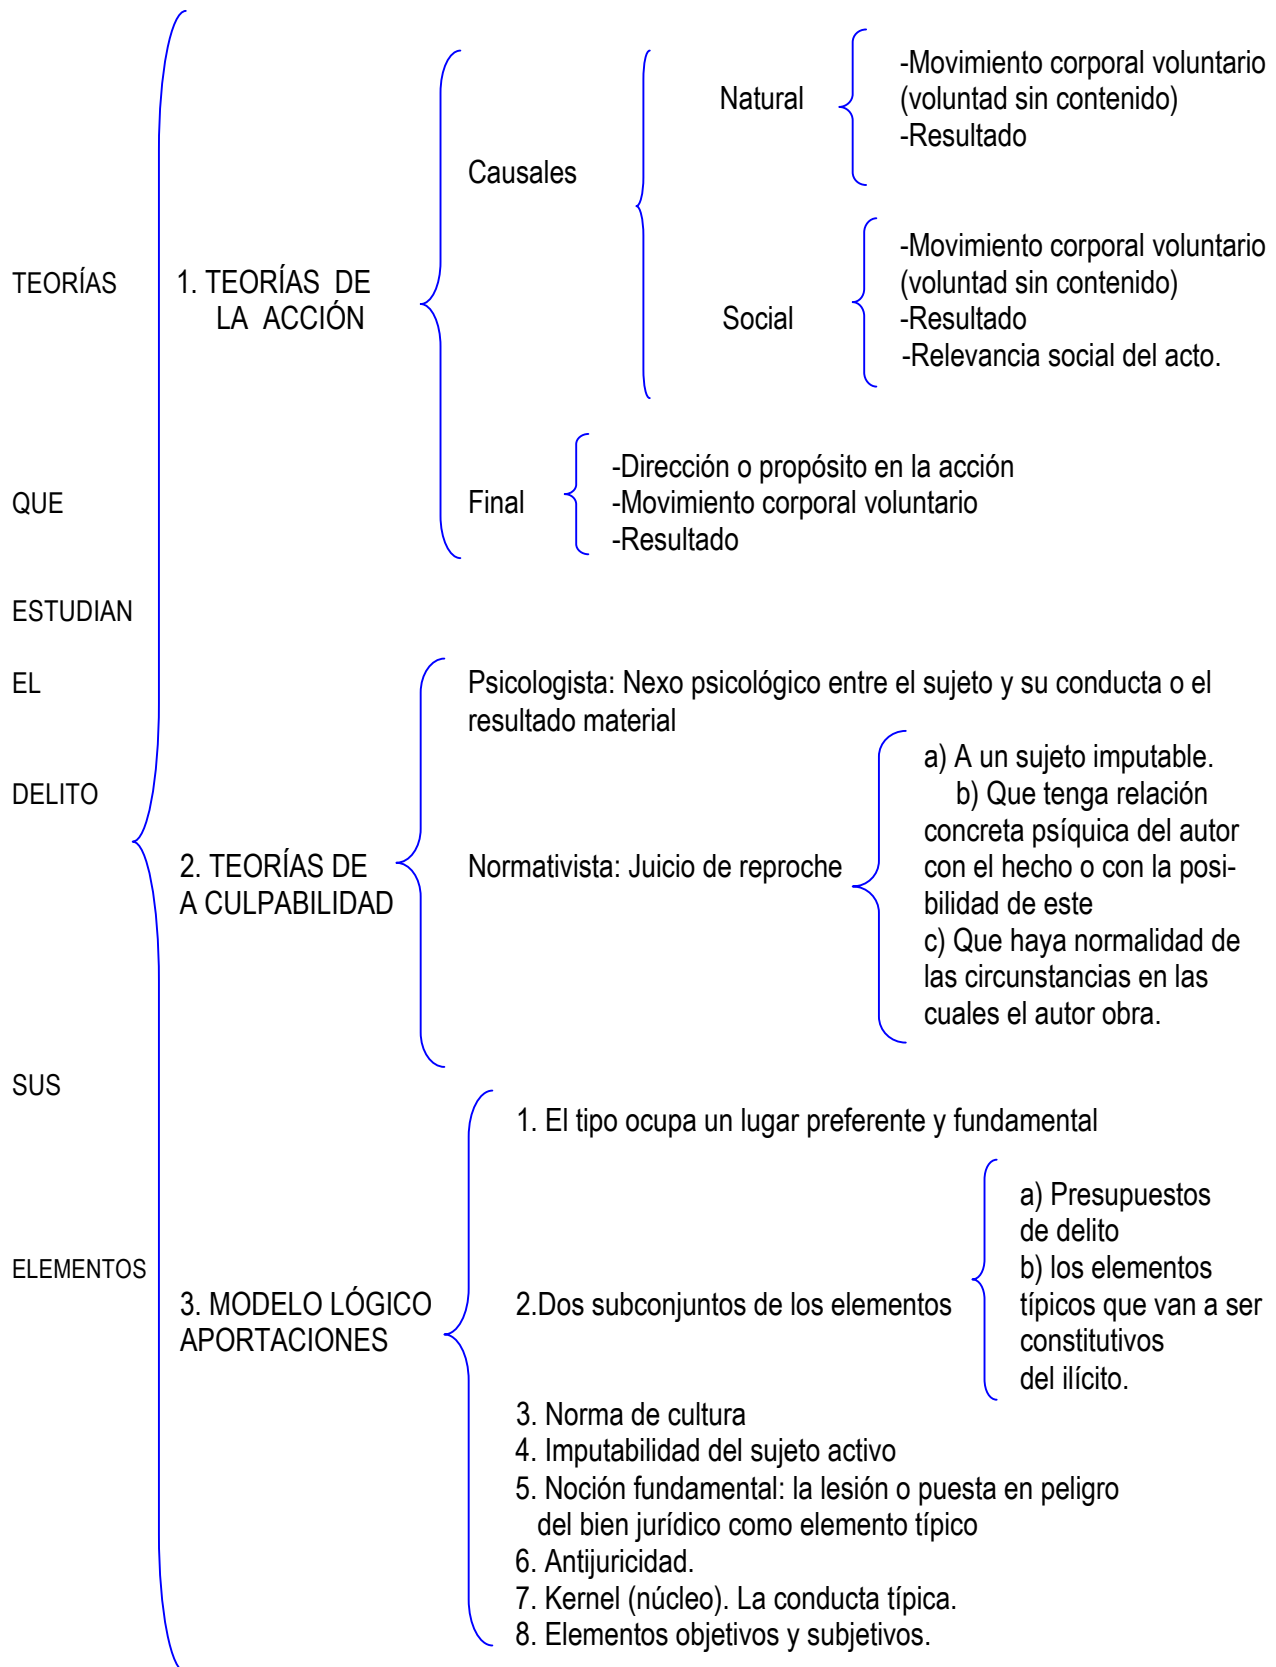 TEORÍAS
QUE
ESTUDIAN
EL
DELITO
SUS
ELEMENTOS
1. TEORÍAS DE
LA ACCIÓN
Causales
Natural
-Movimiento corporal voluntario
(voluntad sin contenido)
-Resultado
Social
-Movimiento corporal voluntario
(voluntad sin contenido)
-Resultado
-Relevancia social del acto.
Final
-Dirección o propósito en la acción
-Movimiento corporal voluntario
-Resultado
2. TEORÍAS DE
A CULPABILIDAD
Psicologista: Nexo psicológico entre el sujeto y su conducta o el
resultado material
Normativista: Juicio de reproche
a) A un sujeto imputable.
b) Que tenga relación
concreta psíquica del autor
con el hecho o con la posi-
bilidad de este
c) Que haya normalidad de
las circunstancias en las
cuales el autor obra.
3. MODELO LÓGICO
APORTACIONES
1. El tipo ocupa un lugar preferente y fundamental
2.Dos subconjuntos de los elementos
a) Presupuestos
de delito
b) los elementos
típicos que van a ser
constitutivos
del ilícito.
3. Norma de cultura
4. Imputabilidad del sujeto activo
5. Noción fundamental: la lesión o puesta en peligro
del bien jurídico como elemento típico
6. Antijuricidad.
7. Kernel (núcleo). La conducta típica.
8. Elementos objetivos y subjetivos.